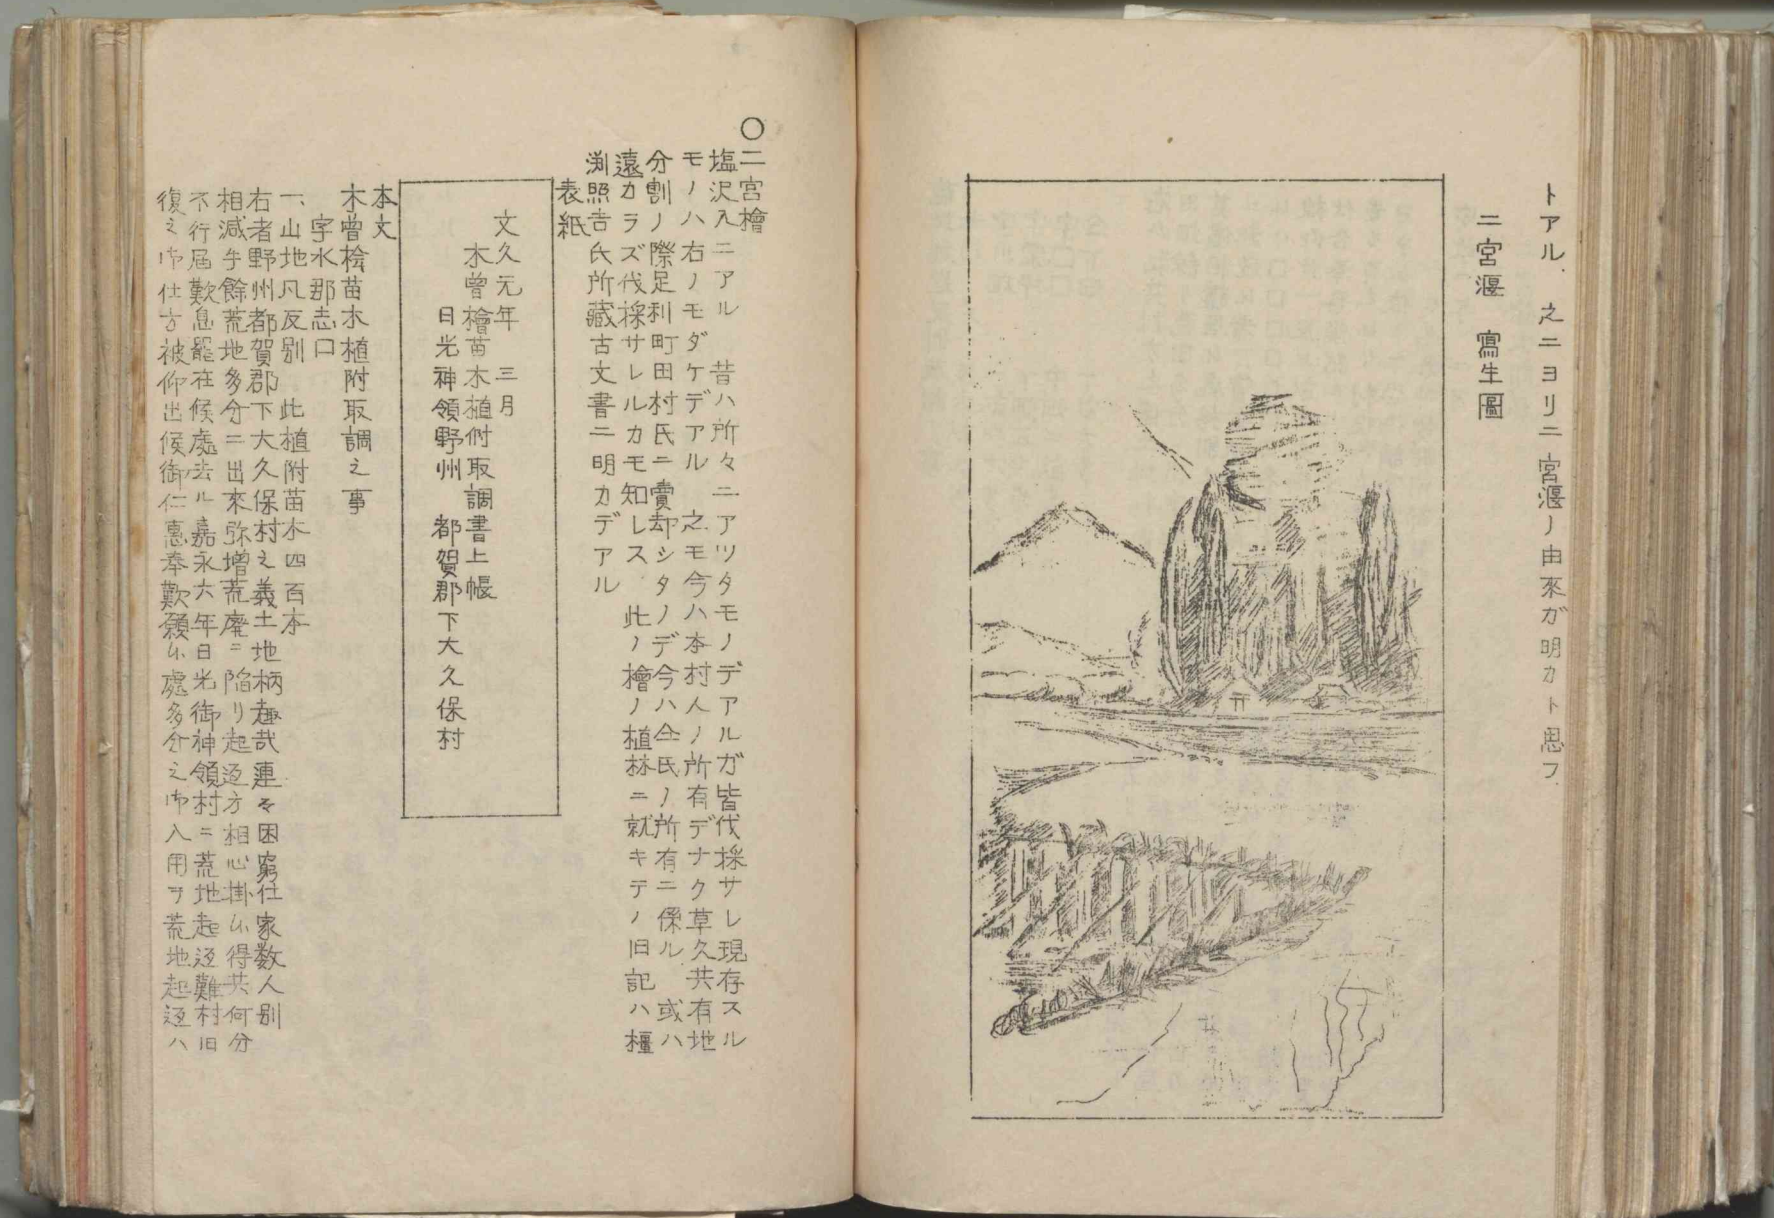 トアル、之ニヨリ二宮堰ノ由來ガ明カト思フ
二宮堰　寫生圖
〇二宮檜
塩沢入ニアル　昔ハ所々ニアツタモノデアルガ皆伐採サレ現存スル
モノハ右ノモダケデアル　之モ今ハ本村人ノ所有デナク草久共有地
分割ノ際足利町田村氏ニ賣却シタノデ今ハ仝氏ノ所有ニ係ル、或ハ
遠カラズ伐採サレルカモ知レス　此ノ檜ノ植林ニ就キテノ旧記ハ橿
渕照吉氏所藏古文書ニ明カデアル
表紙
文久元年　三月
木曾檜苗木植附取調書上帳
日光神領野州　都賀郡下大久保村
本文
木曾桧苗木植附取調之事
字水郡志口
一、山地凡反别　此植附苗木四百本
右者野州都賀郡下大久保村之義土地柄趣哉連々困窮仕家数人别
相減手餘荒地多分ニ出來弥増荒廃ニ陥リ起返方相心掛ケ得共何分
不行届歎息罷在候處去ル嘉永六年日光御神領村ニ荒地起返難村旧
復之御仕方被仰出候御仁惠奉歎願候處多分之御入用ヲ荒地起返ハ